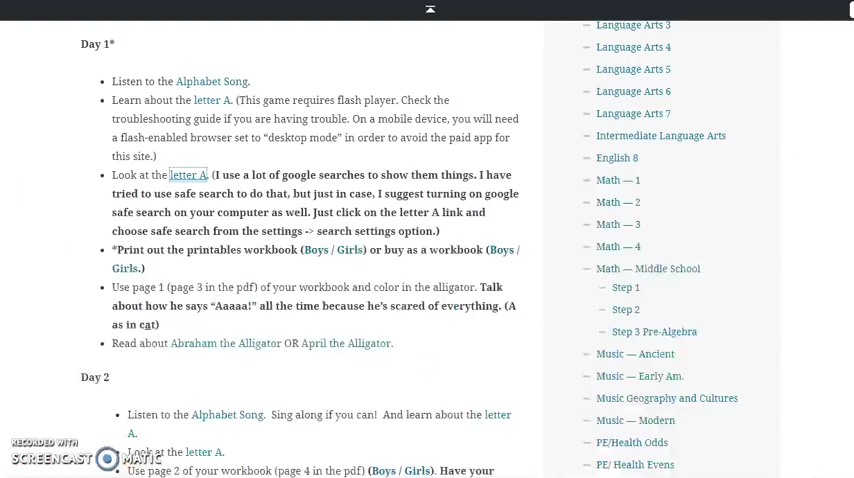 Day 1*
Listen to the Alphabet Song.
Learn about the letter A. (This game requires flash player. Check the
troubleshooting guide if you are having trouble. On a mobile device, you will need
a flash-enabled browser set to “desktop mode” in order to avoid the paid app for
this site.)
Look at the letter A. (I use a lot of google searches to show them things. I have
tried to use safe search to do that, but just in case, I suggest turning on google
safe search on your computer as well. Just click on the letter A link and
choose safe search from the settings -> search settings option.)
*Print out the printables workbook (Boys / Girls) or buy as a workbook (Boys /
Girls.)
Use page 1 (page 3 in the pdf) of your workbook and color in the alligator. Talk
about how he says “Aaaaa!” all the time because he’s scared of everything. (A
as in cat)
Read about Abraham the Alligator OR April the Alligator.
Day 2
Listen to the Alphabet Song. Sing along if you can! And learn about the letter
A.
Look at the letter A.
Use page 2 of your workbook (page 4 in the pdf) (Boys / Girls). Have your
Language Arts 3
Language Arts 4
Language Arts 5
Language Arts 6
Language Arts 7
Intermediate Language Arts
English 8
Math — 1
Math — 2
Math — 3
Math — 4
Math — Middle School
Step 1
Step 2
Step 3 Pre-Algebra
Music — Ancient
Music — Early Am.
Music Geography and Cultures
Music — Modern
PE/Health Odds
PE/ Health Evens
RECORDED WITH
SCREENCAST MATIC